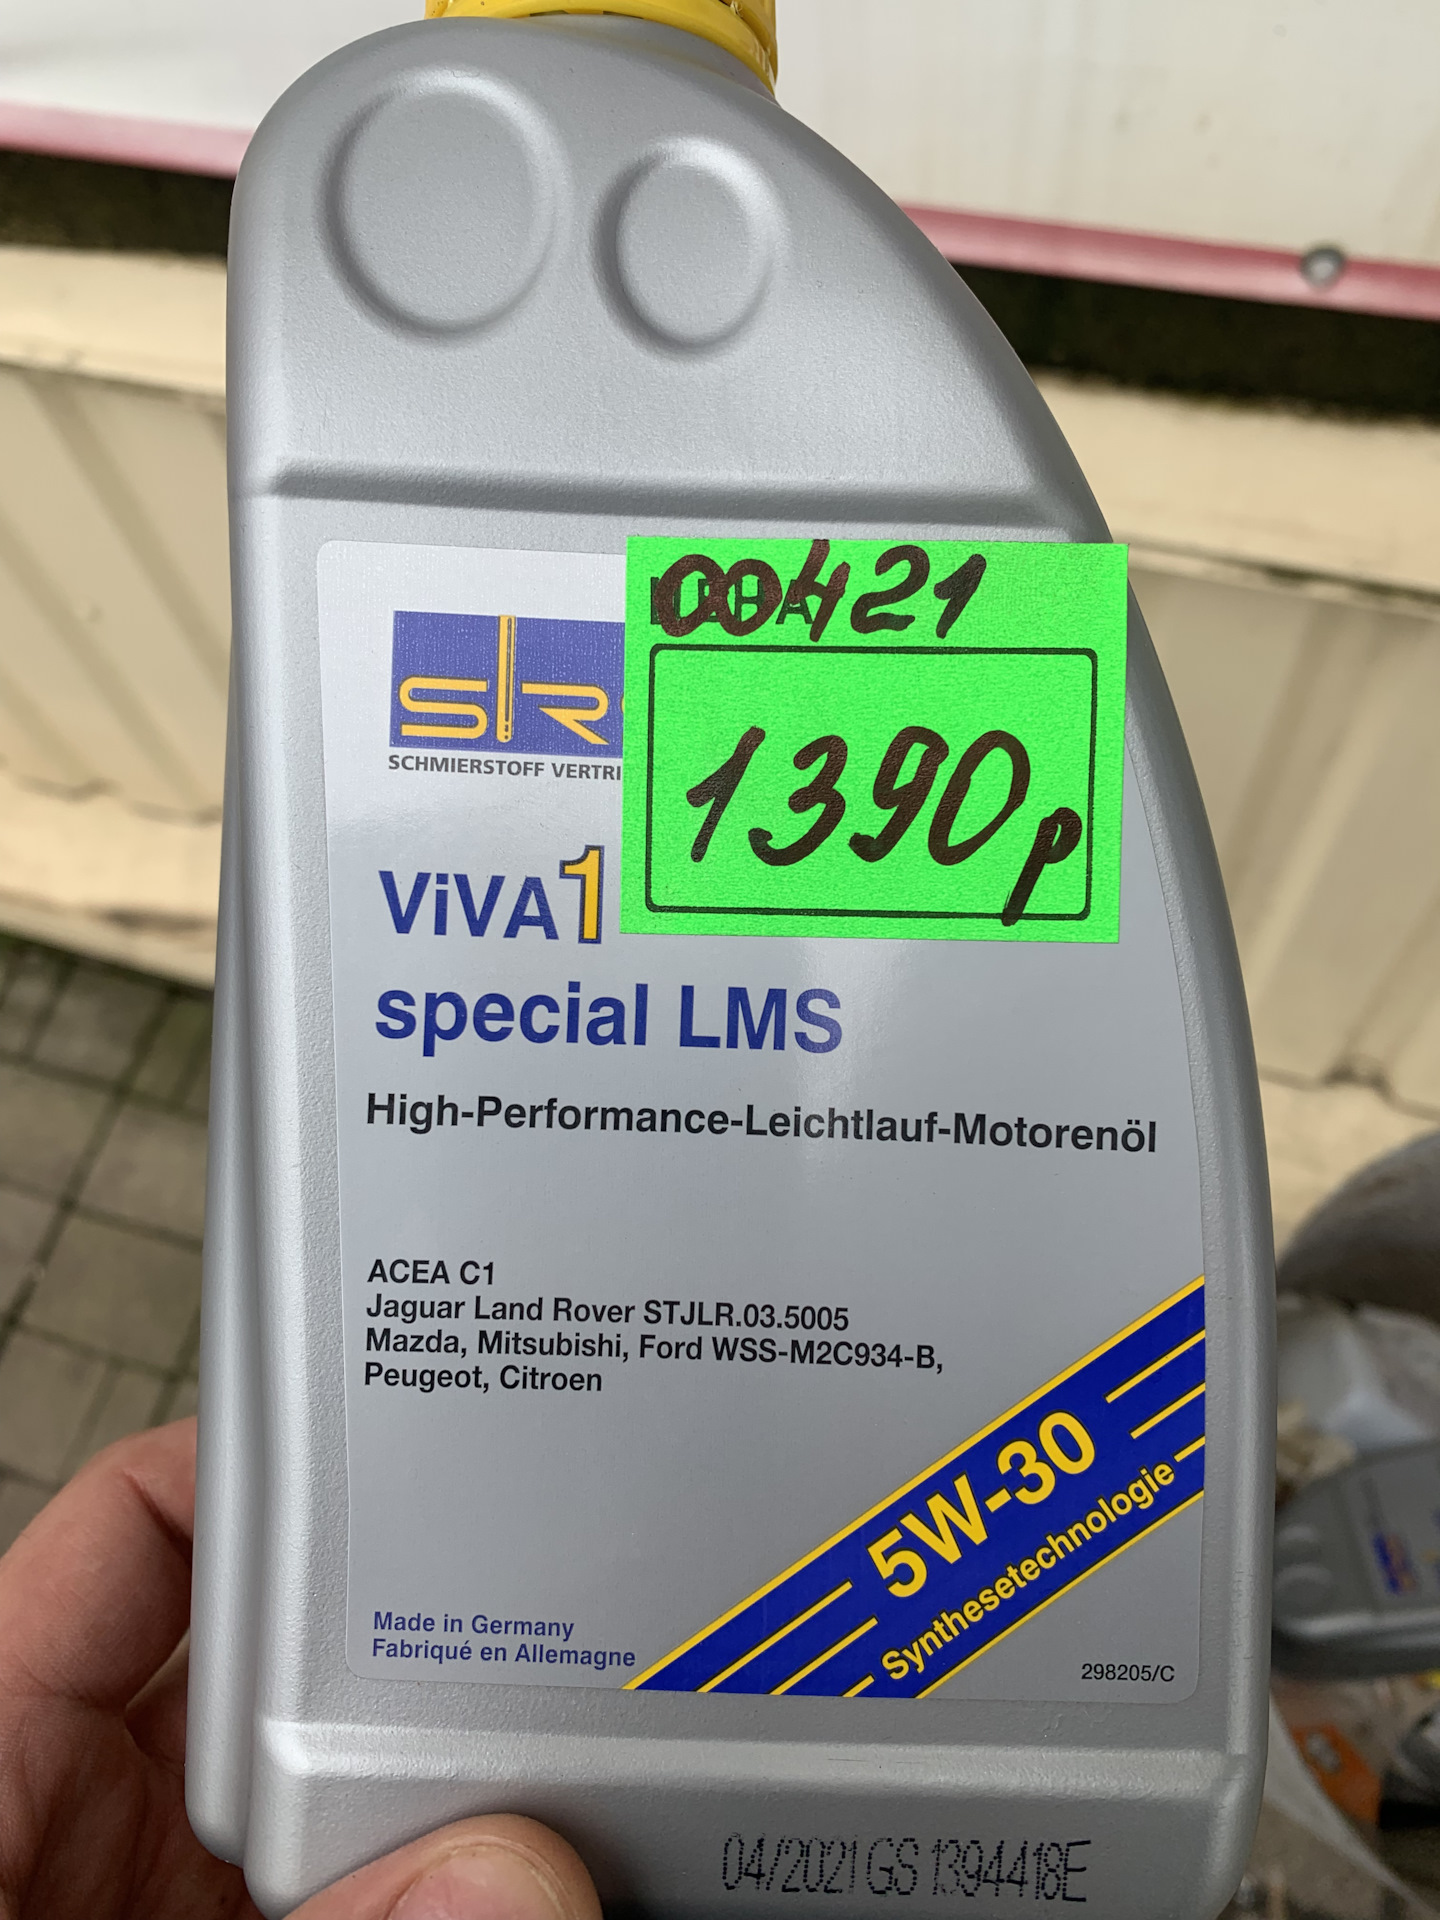 00421
1390р
SCHMIERSTOFF VERTRI
ViVA1
special LMS
High-Performance-Leichtlauf-Motorenöl
ACEA C1
Jaguar Land Rover STJLR.03.5005
Mazda, Mitsubishi, Ford WSS-M2C934-B,
Peugeot, Citroen
5W-30
Synthesetechnologie
Made in Germany
Fabriqué en Allemagne
298205/C
04/2021 GS 1394418E